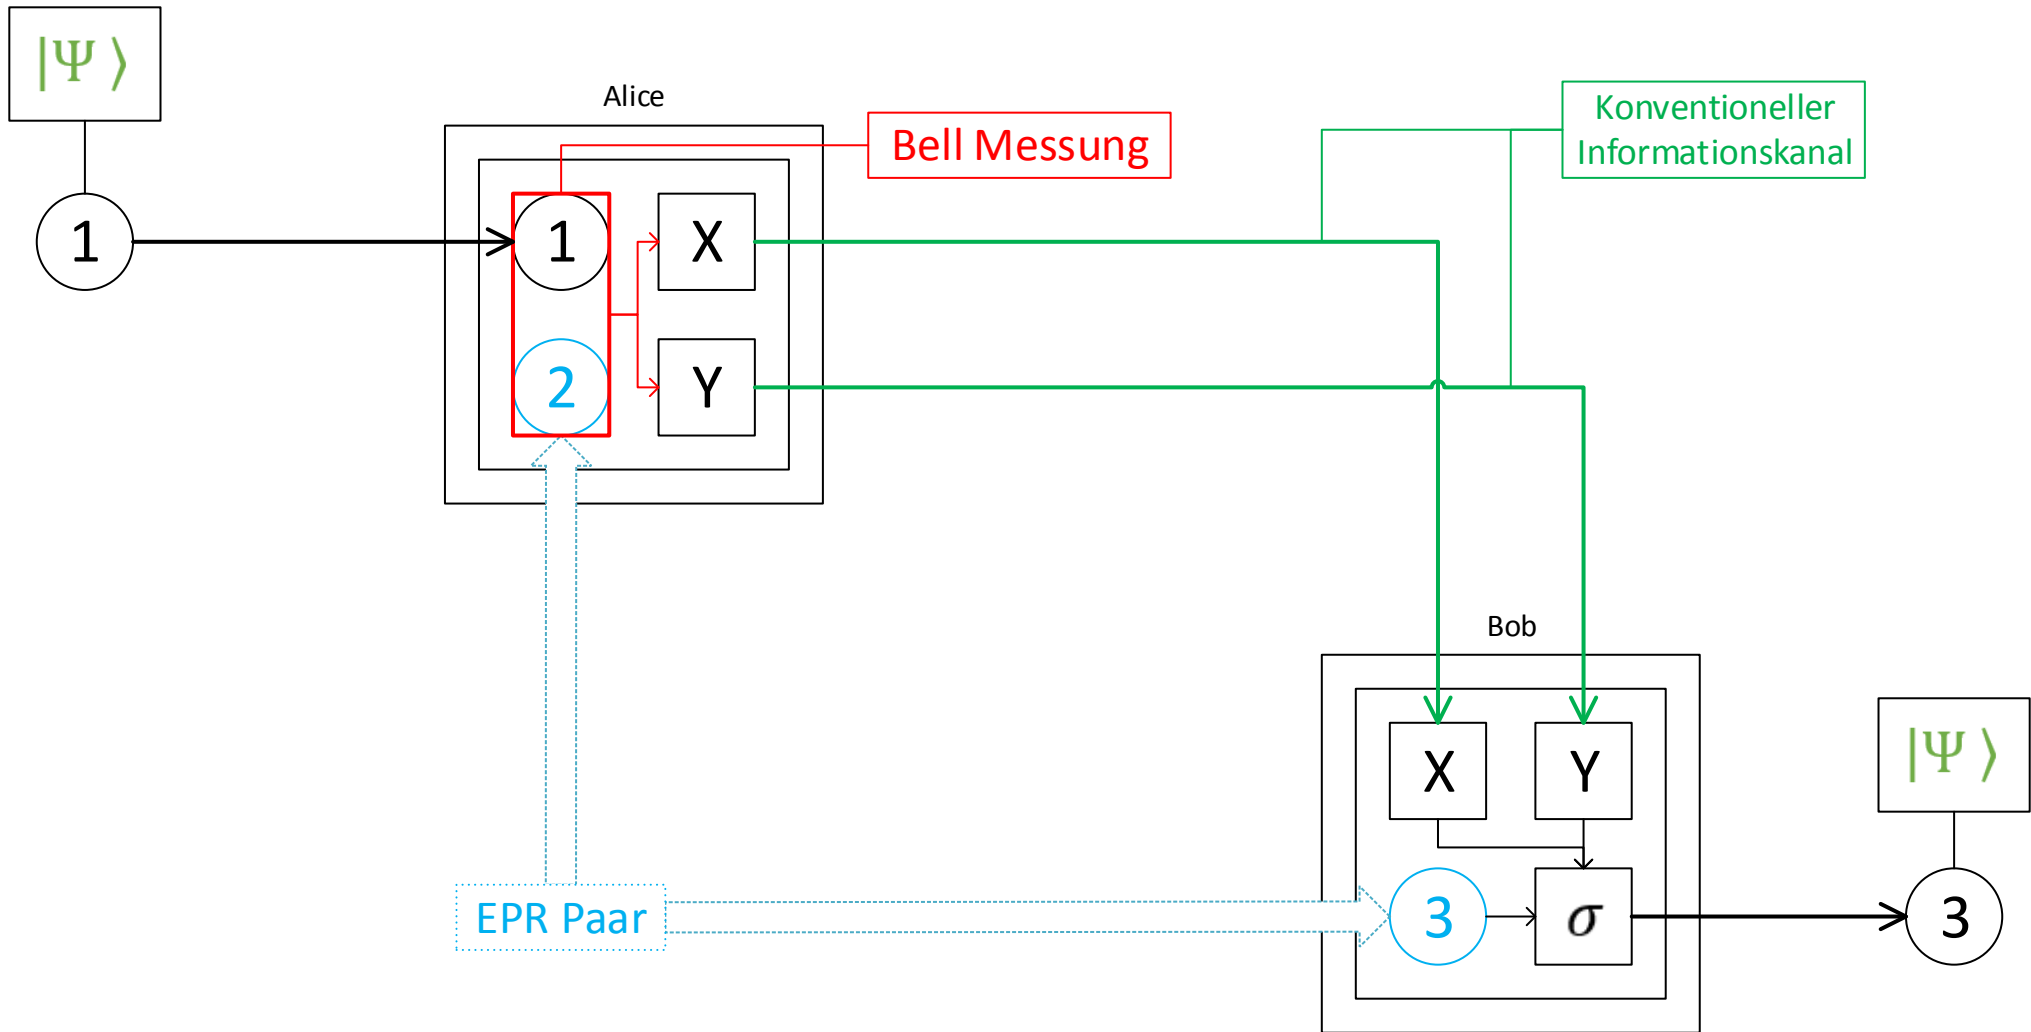 |Ψ⟩
Alice
Bell Messung
Konventioneller
Informationskanal
1
1
X
2
Y
Bob
X
Y
|Ψ⟩
EPR Paar
3
σ
3